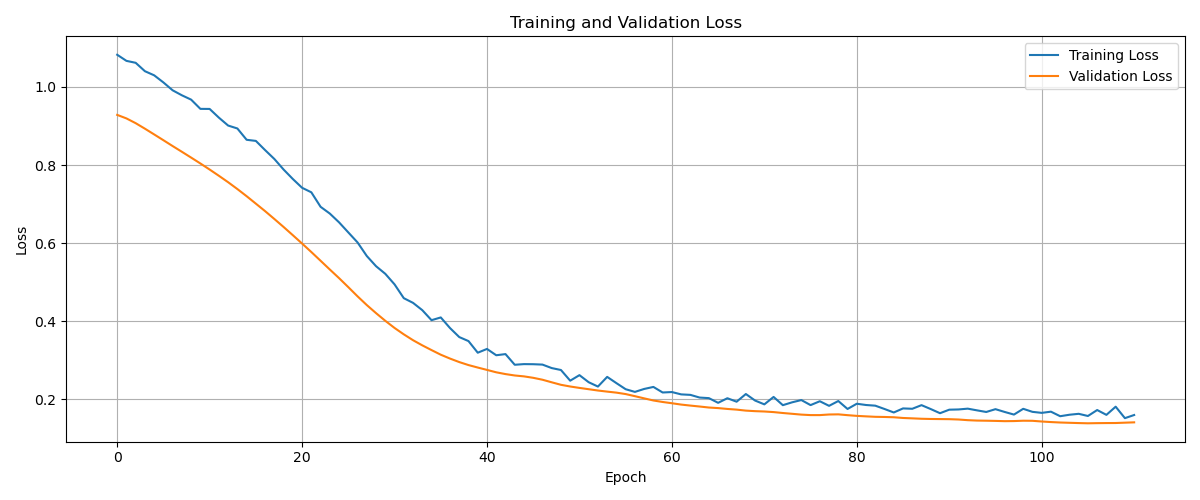 Training and Validation Loss
Training Loss
Validation Loss
1.0
0.8
0.6
0.4
0.2
Loss
0 20 40 60 80 100
Epoch